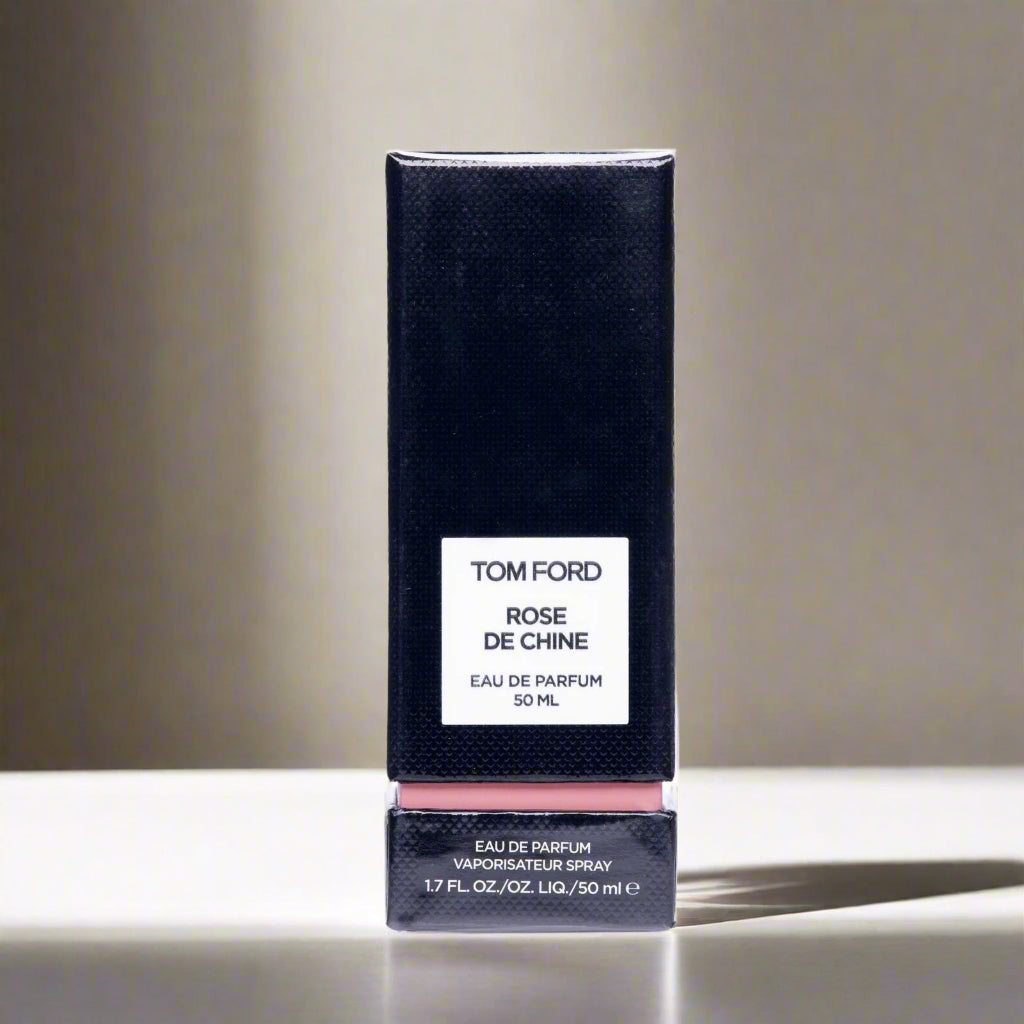 TOM FORD
ROSE
DE CHINE
EAU DE PARFUM
50 ML
EAU DE PARFUM
VAPORISATEUR SPRAY
1.7 FL. OZ./OZ. LIQ./50 ml ℮